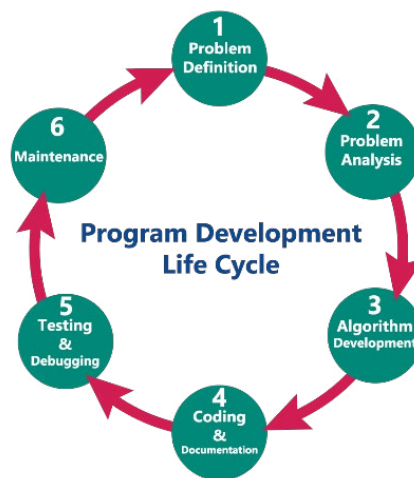 1
Problem
Definition
2
Problem
Analysis
3
Algorithm
Development
4
Coding
&
Documentation
5
Testing
&
Debugging
6
Maintenance
Program Development
Life Cycle